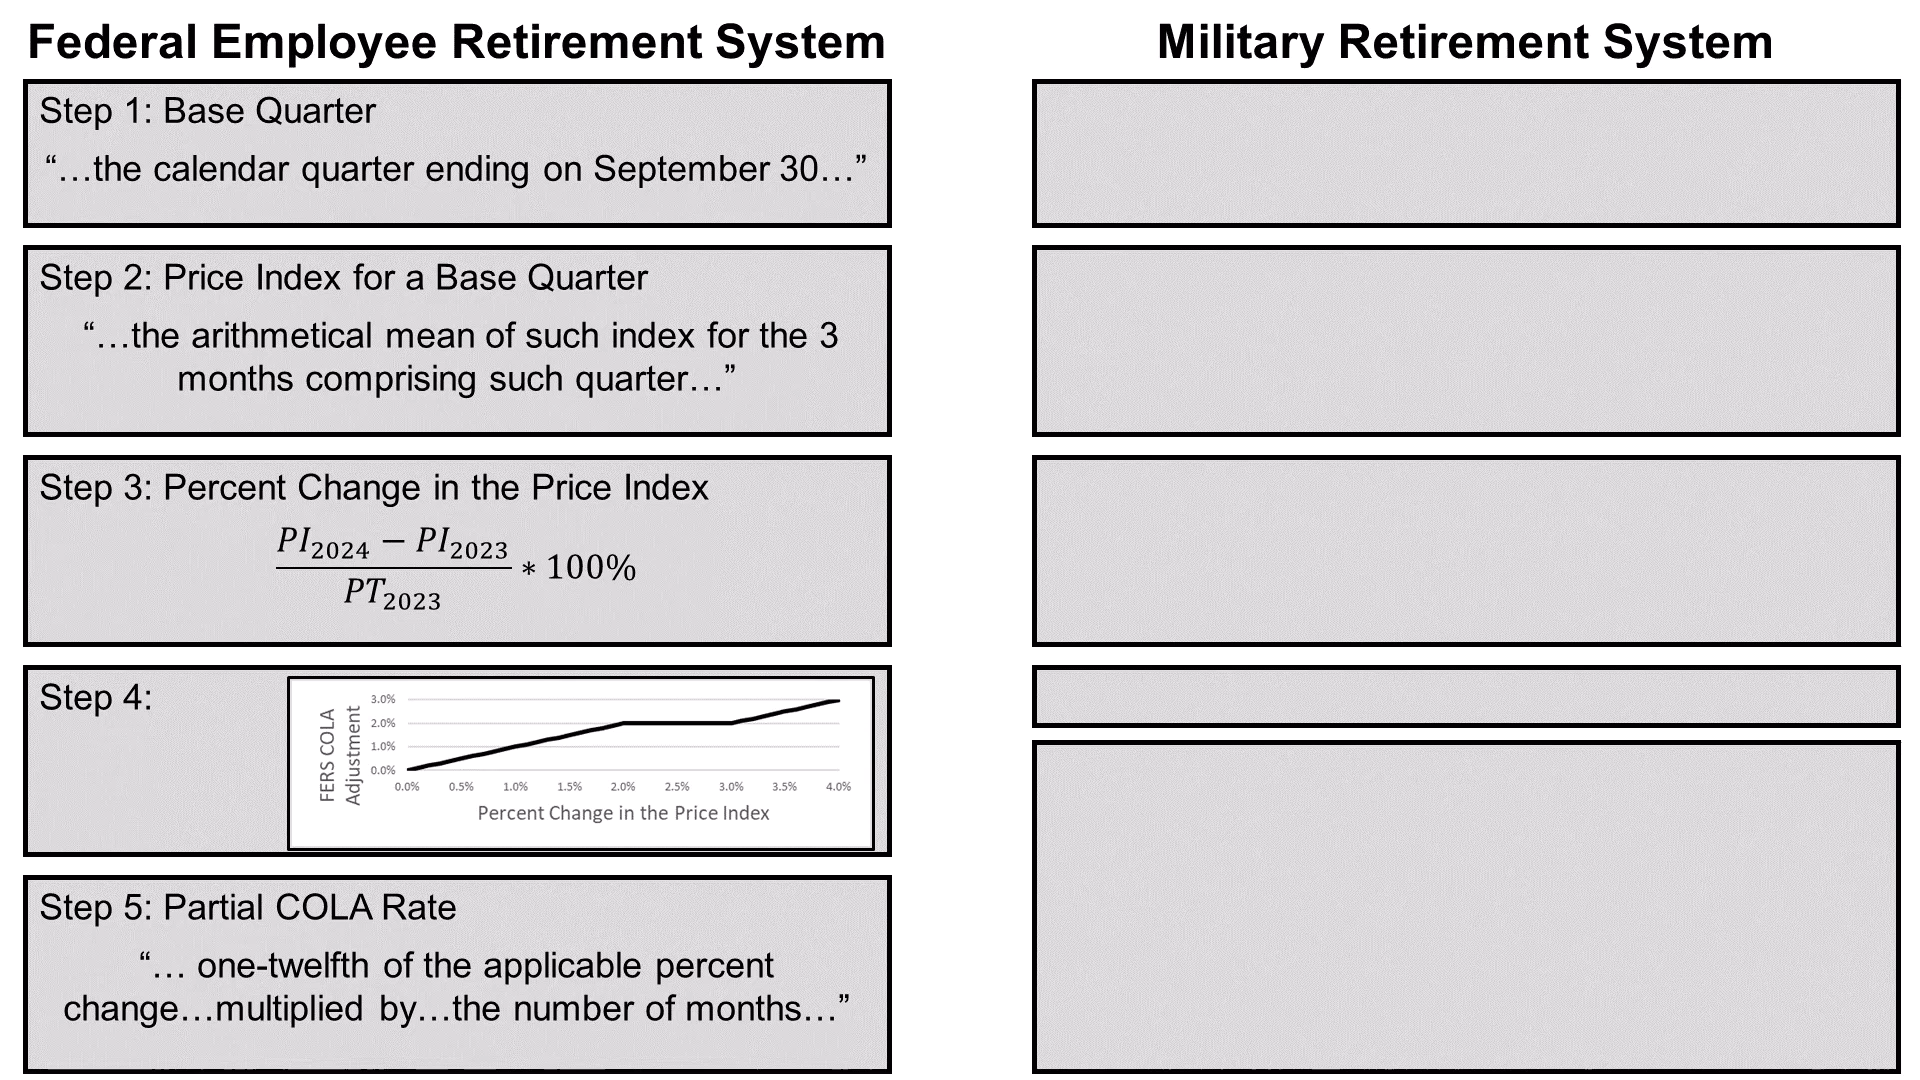 Federal Employee Retirement System
Military Retirement System
Step 1: Base Quarter
“…the calendar quarter ending on September 30…”
Step 2: Price Index for a Base Quarter
“…the arithmetical mean of such index for the 3
months comprising such quarter…”
Step 3: Percent Change in the Price Index
PI2024 − PI2023
PT2023
∗ 100%
Step 4:
FERS COLA
Adjustment
3.0%
2.0%
1.0%
0.0%
0.0% 0.5% 1.0% 1.5% 2.0% 2.5% 3.0% 3.5% 4.0%
Percent Change in the Price Index
Step 5: Partial COLA Rate
“… one-twelfth of the applicable percent
change…multiplied by…the number of months…”